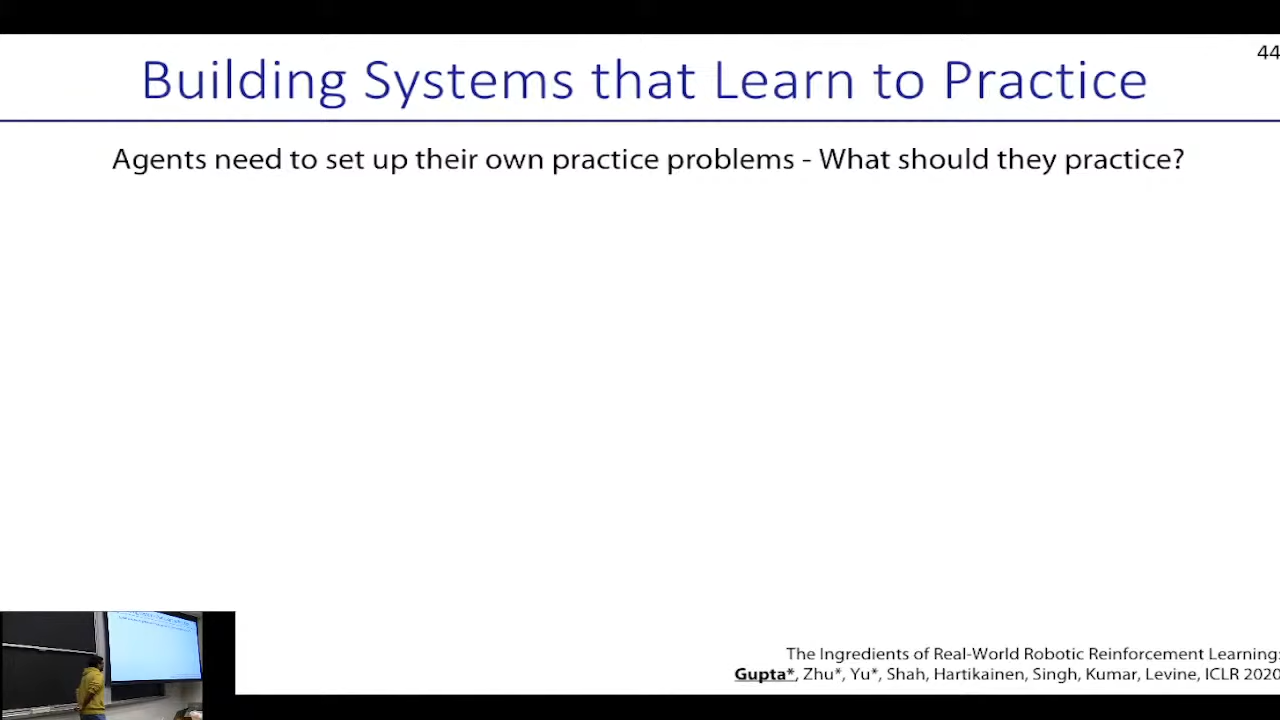 44
Building Systems that Learn to Practice
Agents need to set up their own practice problems - What should they practice?
The Ingredients of Real-World Robotic Reinforcement Learning:
Gupta*, Zhu*, Yu*, Shah, Hartikainen, Singh, Kumar, Levine, ICLR 2020